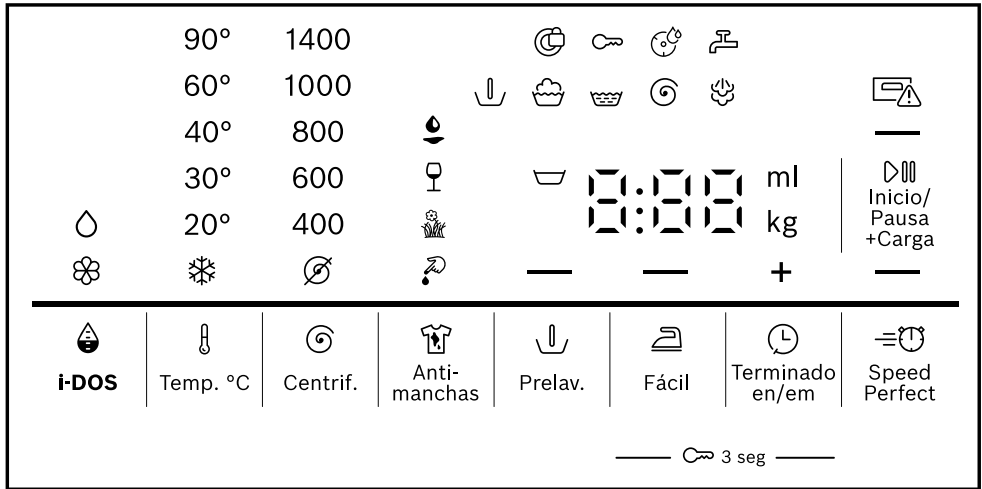 90° 1400
60° 1000
40° 800
30° 600 8:88 ml
20° 400 kg
Inicio/
Pausa
+Carga
+
i-DOS
Temp. °C
Centrif.
Anti-
manchas
Prelav.
Fácil
Terminado
en/em
Speed
Perfect
3 seg